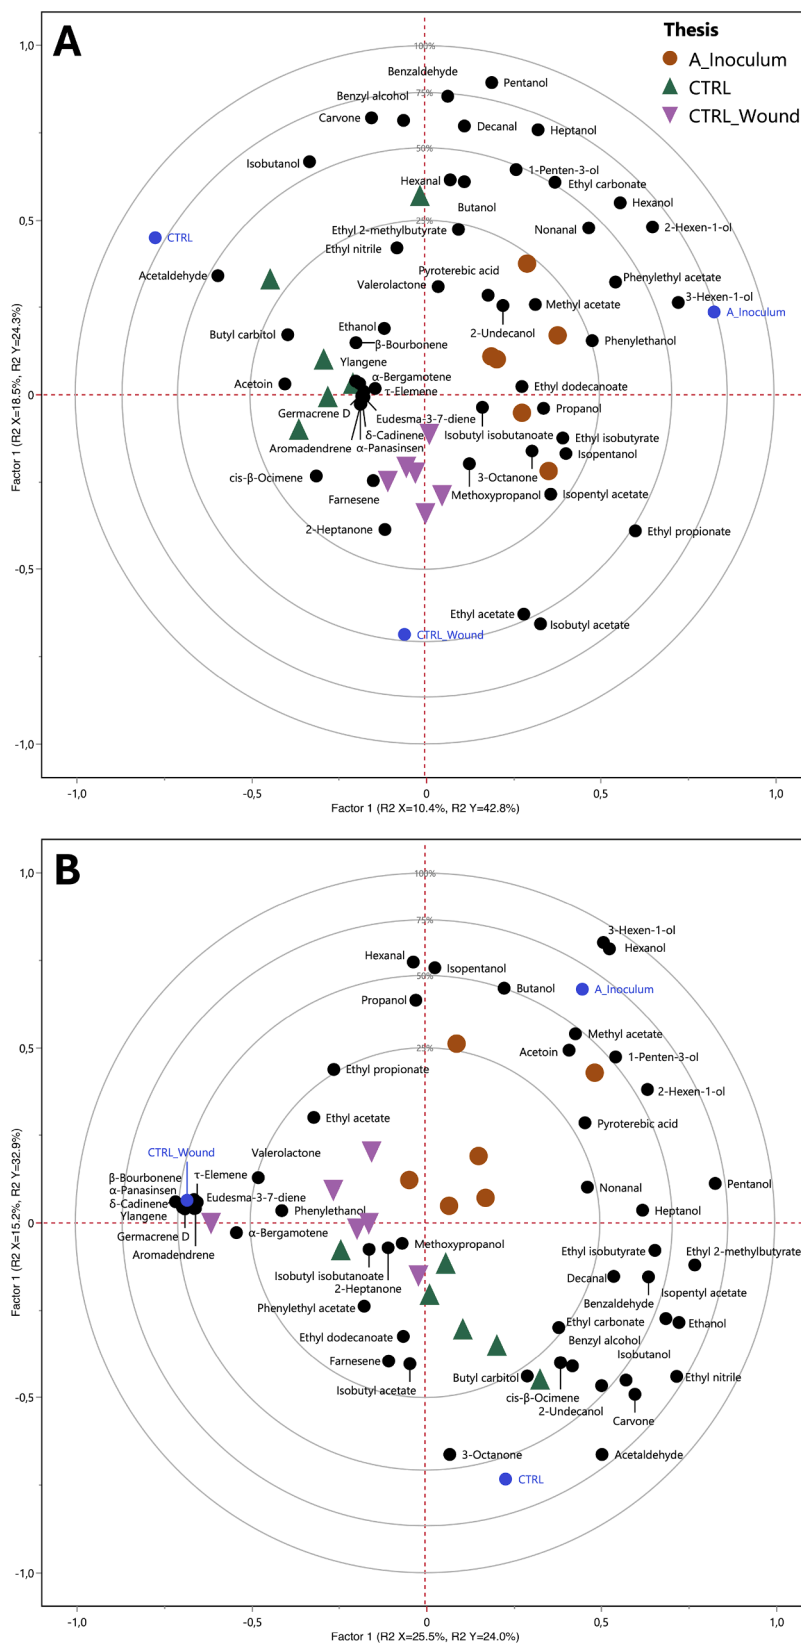 A
Thesis
A_Inoculum
CTRL
CTRL_Wound
1,0
100%
Benzaldehyde
Pentanol
75%
Benzyl alcohol
Carvone
Decanal
Heptanol
50%
Isobutanol
1-Penten-3-ol
Hexanal
Ethyl carbonate
Hexanol
Butanol
0,5
25%
Ethyl 2-methylbutyrate
Nonanal
2-Hexen-1-ol
CTRL
Ethyl nitrile
Acetaldehyde
Pyroterebic acid
Phenylethyl acetate
Valerolactone
3-Hexen-1-ol
Methyl acetate
A_Inoculum
Ethanol
Butyl carbitol
2-Undecanol
Phenylethanol
β-Bourbonene
Ylangene
Acetoin
α-Bergamotene
τ-Elemene
Ethyl dodecanoate
0
Germacrene D
Propanol
Eudesma-3-7-diene
δ-Cadinene
Isobutyl isobutanoate
Ethyl isobutyrate
Aromadendrene
α-Panasinsen
Isopentanol
cis-β-Ocimene
3-Octanone
Farnesene
Methoxypropanol
Isopentyl acetate
2-Heptanone
Ethyl propionate
-0,5
Ethyl acetate
Isobutyl acetate
CTRL_Wound
-1,0
-1,0
-0,5
0
0,5
1,0
Factor 1 (R2 X=10.4%, R2 Y=42.8%)
Factor 1 (R2 X=18.5%, R2 Y=24.3%)
B
1,0
100%
75%
3-Hexen-1-ol
Hexanol
Hexanal
Isopentanol
50%
Butanol
A_Inoculum
Propanol
Methyl acetate
0,5
25%
Acetoin
1-Penten-3-ol
Ethyl propionate
2-Hexen-1-ol
Ethyl acetate
Pyroterebic acid
CTRL_Wound
Valerolactone
β-Bourbonene
τ-Elemene
α-Panasinsen
Eudesma-3-7-diene
Nonanal
Pentanol
δ-Cadinene
Phenylethanol
Heptanol
Ylangene
0
Germacrene D
α-Bergamotene
Methoxypropanol
Aromadendrene
Ethyl isobutyrate
Ethyl 2-methylbutyrate
Isobutyl isobutanoate
Decanal
2-Heptanone
Isopentyl acetate
Phenylethyl acetate
Benzaldehyde
Ethyl carbonate
Ethanol
Ethyl dodecanoate
Benzyl alcohol
Farnesene
Isobutanol
Isobutyl acetate
Butyl carbitol
Ethyl nitrile
cis-β-Ocimene
-0,5
2-Undecanol
Carvone
3-Octanone
Acetaldehyde
CTRL
-1,0
-1,0
-0,5
0
0,5
1,0
Factor 1 (R2 X=25.5%, R2 Y=24.0%)
Factor 1 (R2 X=15.2%, R2 Y=32.9%)